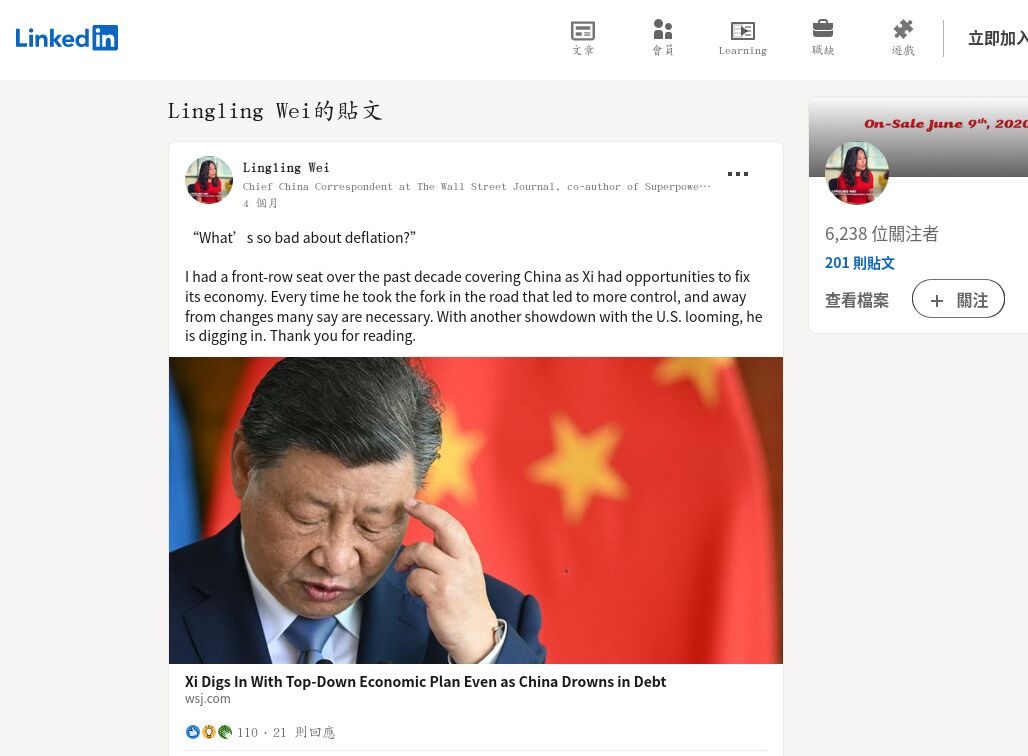 LinkedIn
文章
會員
Learning
職缺
遊戲
立即加入
Lingling Wei的貼文
On-Sale June 9th, 2020
Lingling Wei
Chief China Correspondent at The Wall Street Journal, co-author of Superpowe…
4 個月
6,238 位關注者
201 則貼文
查看檔案
+ 關注
“What’s so bad about deflation?”
I had a front-row seat over the past decade covering China as Xi had opportunities to fix
its economy. Every time he took the fork in the road that led to more control, and away
from changes many say are necessary. With another showdown with the U.S. looming, he
is digging in. Thank you for reading.
Xi Digs In With Top-Down Economic Plan Even as China Drowns in Debt
wsj.com
110 · 21 則回應